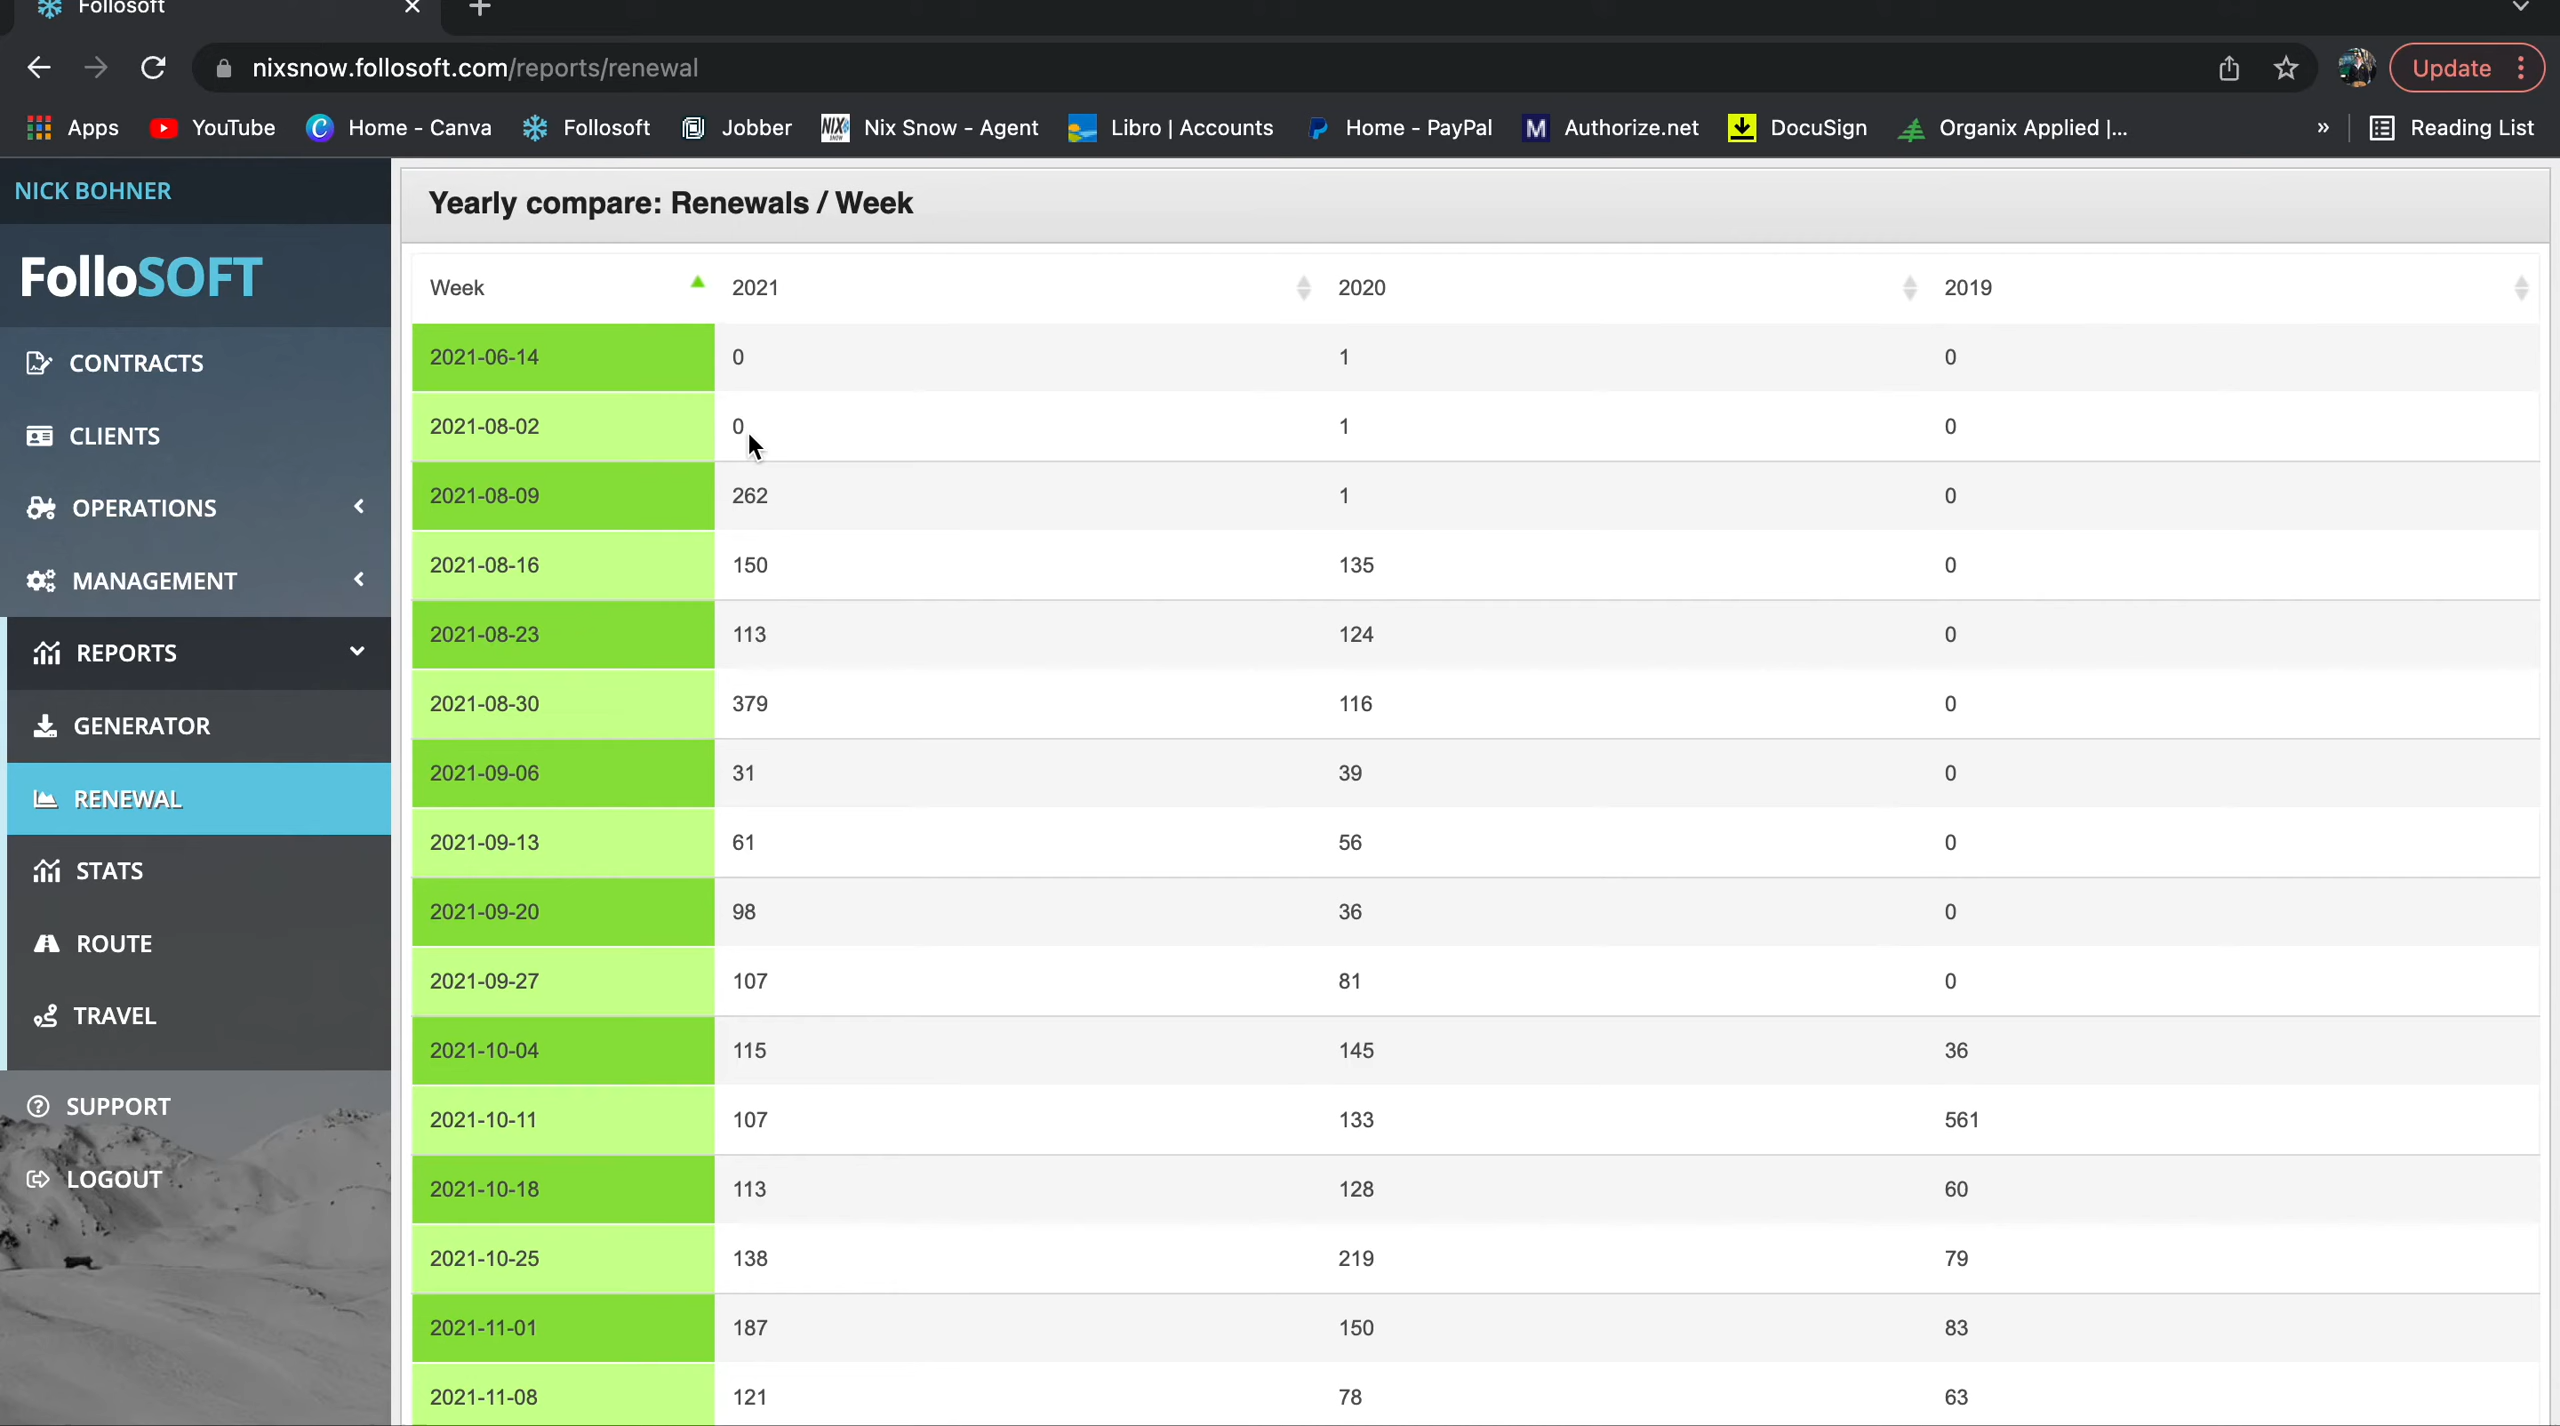 Follosoft
nixsnow.follosoft.com/reports/renewal
Update
Apps YouTube Home - Canva Follosoft Jobber Nix Snow - Agent Libro | Accounts Home - PayPal Authorize.net DocuSign Organix Applied |... » Reading List
NICK BOHNER
FolloSOFT
CONTRACTS
CLIENTS
OPERATIONS
MANAGEMENT
REPORTS
GENERATOR
RENEWAL
STATS
ROUTE
TRAVEL
SUPPORT
LOGOUT
Yearly compare: Renewals / Week
Week 2021 2020 2019
2021-06-14 0 1 0
2021-08-02 0 1 0
2021-08-09 262 1 0
2021-08-16 150 135 0
2021-08-23 113 124 0
2021-08-30 379 116 0
2021-09-06 31 39 0
2021-09-13 61 56 0
2021-09-20 98 36 0
2021-09-27 107 81 0
2021-10-04 115 145 36
2021-10-11 107 133 561
2021-10-18 113 128 60
2021-10-25 138 219 79
2021-11-01 187 150 83
2021-11-08 121 78 63